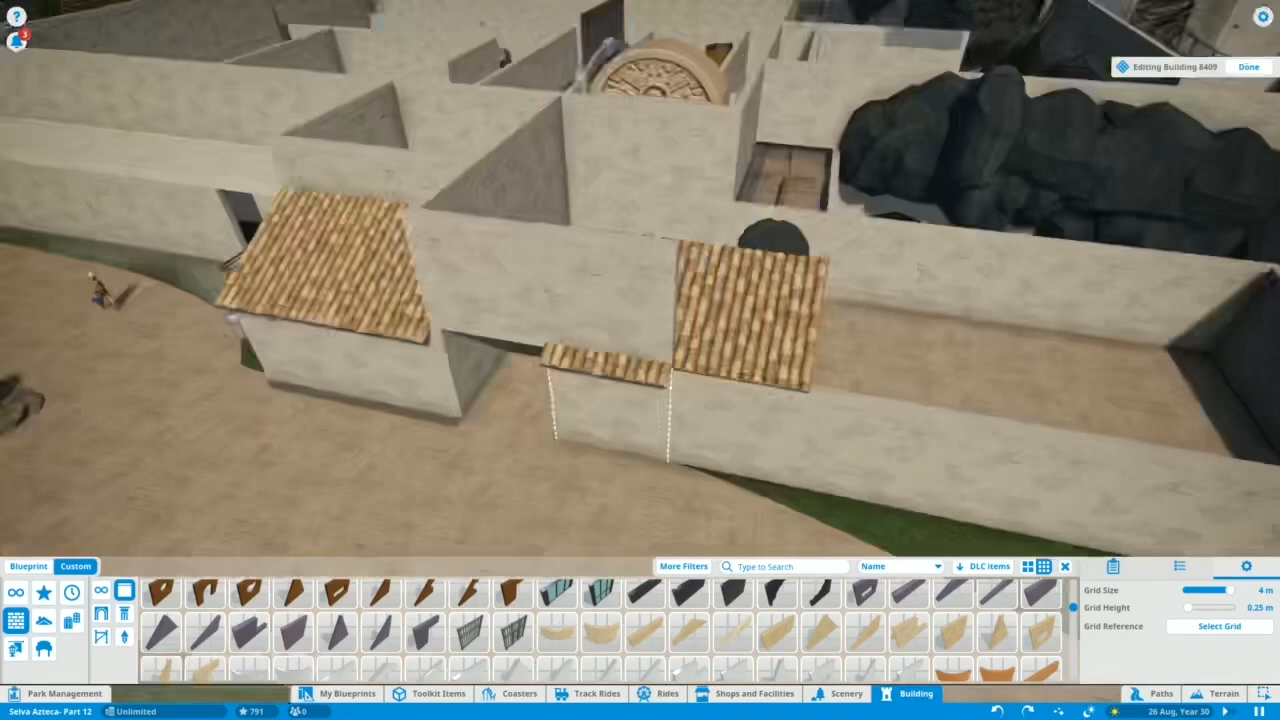 ?
3
Editing Building 8409 Done
Blueprint Custom
More Filters Type to Search Name DLC items
Grid Size 4 m
Grid Height 0.25 m
Grid Reference Select Grid
Park Management My Blueprints Toolkit Items Coasters Track Rides Rides Shops and Facilities Scenery Building Paths Terrain
Selva Azteca- Part 12 Unlimited 791 0 26 Aug, Year 30